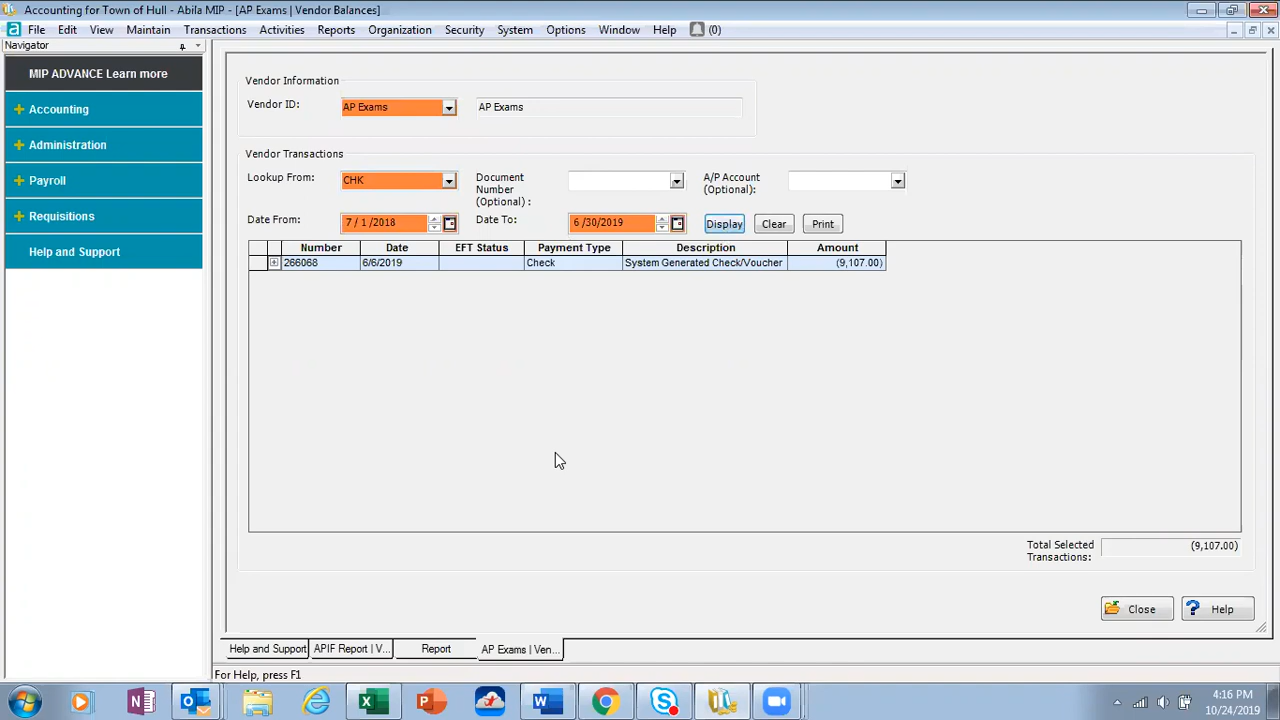 Accounting for Town of Hull - Abila MIP - [AP Exams | Vendor Balances]
File Edit View Maintain Transactions Activities Reports Organization Security System Options Window Help (0)
Navigator
MIP ADVANCE Learn more
Accounting
Administration
Payroll
Requisitions
Help and Support
Vendor Information
Vendor ID: AP Exams AP Exams
Vendor Transactions
Lookup From: CHK
Document Number (Optional) :
A/P Account (Optional):
Date From: 7 / 1 /2018
Date To: 6 /30/2019
Display Clear Print
Number Date EFT Status Payment Type Description Amount
266068 6/6/2019 Check System Generated Check/Voucher (9,107.00)
Total Selected Transactions: (9,107.00)
Close Help
Help and Support APIF Report | V... Report AP Exams | Ven...
For Help, press F1
4:16 PM
10/24/2019